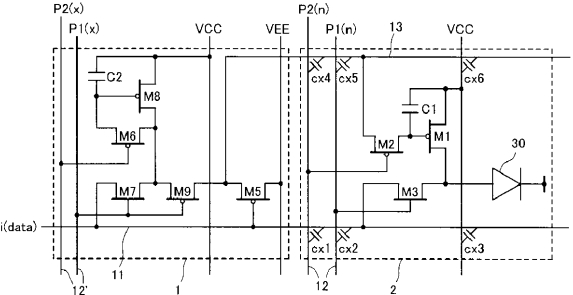 P2(x)
P1(x)
VCC
VEE
P2(n)
P1(n)
VCC
13
C2
M8
cx4
cx5
cx6
C1
M6
M2
M1
30
M7
M9
M5
M3
i(data)
cx1
cx2
cx3
12
12'
11
1
12
2